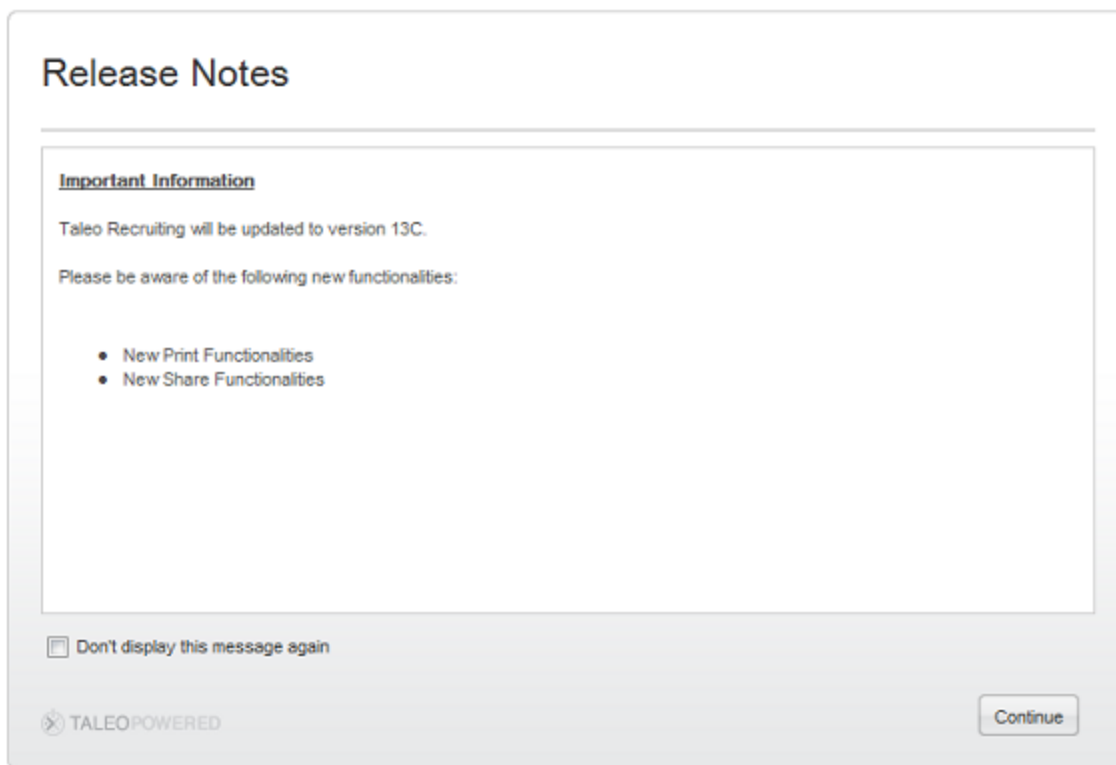 Release Notes
Important Information
Taleo Recruiting will be updated to version 13C.
Please be aware of the following new functionalities:
● New Print Functionalities
● New Share Functionalities
Don't display this message again
TALEOPOWERED
Continue